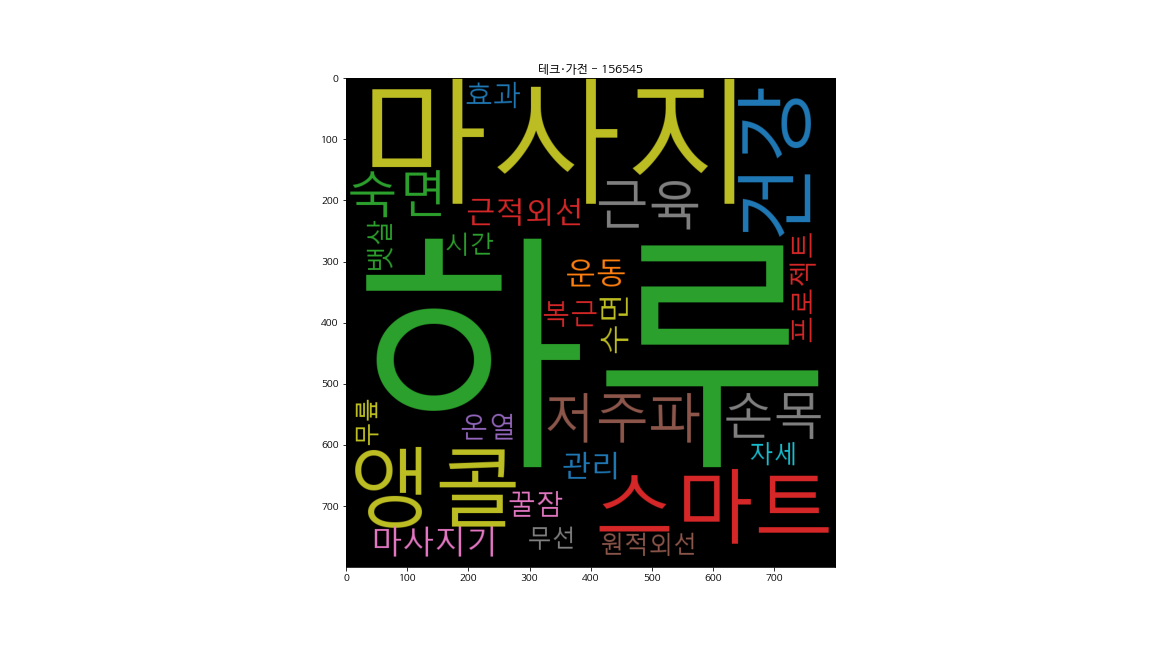 테크·가전 - 156545
마사지
효과
건강
숙면
근적외선
근육
뱃살
시간
하루
운동
프로젝트
복근
수면
무릎
온열
저주파
손목
앵콜
관리
자세
꿀잠
스마트
마사지기
무선
원적외선
0
100
200
300
400
500
600
700
0 100 200 300 400 500 600 700